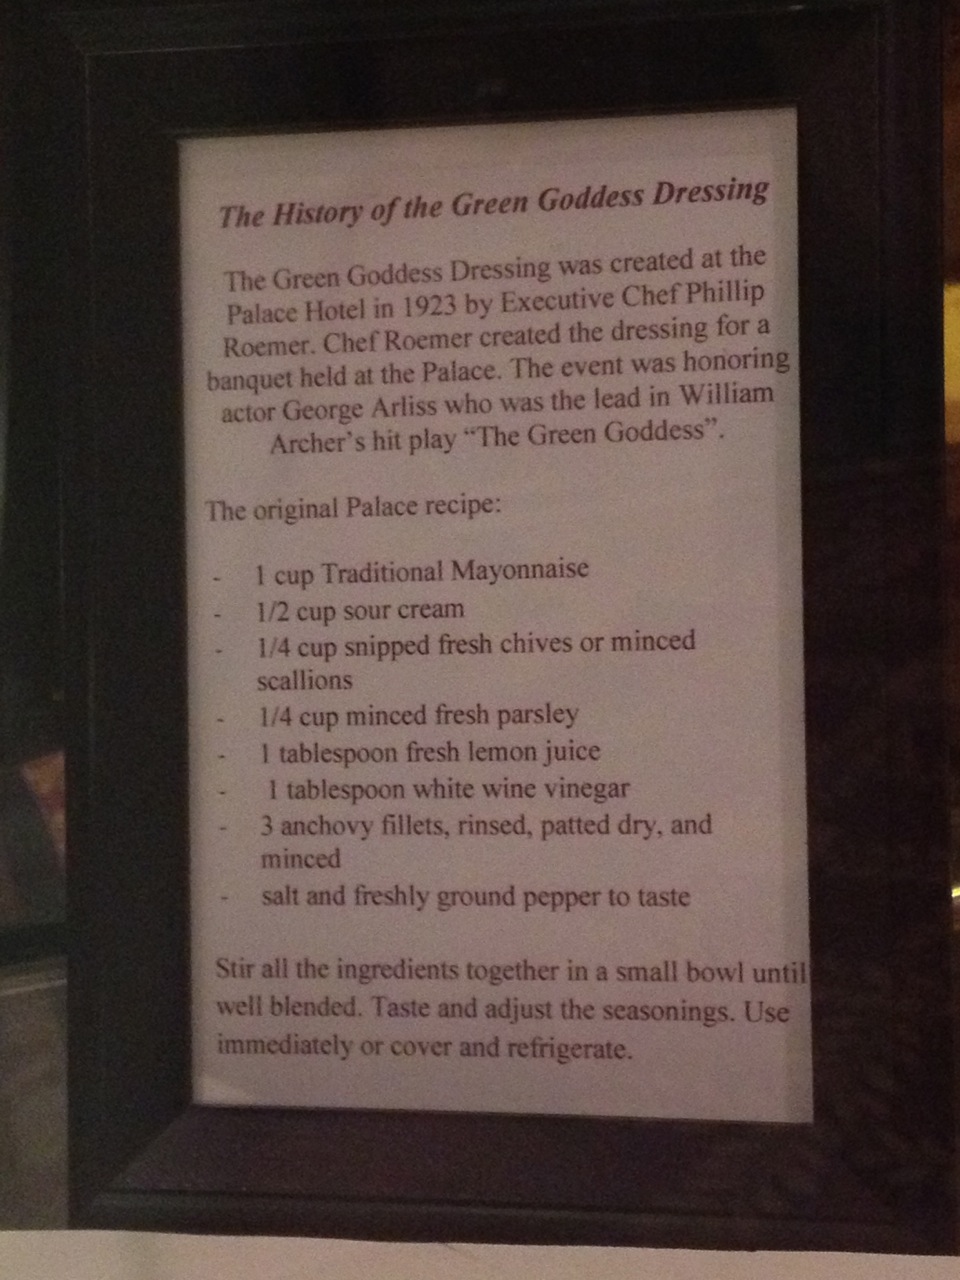 The History of the Green Goddess Dressing
The Green Goddess Dressing was created at the
Palace Hotel in 1923 by Executive Chef Phillip
Roemer. Chef Roemer created the dressing for a
banquet held at the Palace. The event was honoring
actor George Arliss who was the lead in William
Archer's hit play “The Green Goddess”.
The original Palace recipe:
- 1 cup Traditional Mayonnaise
- 1/2 cup sour cream
- 1/4 cup snipped fresh chives or minced
scallions
- 1/4 cup minced fresh parsley
- 1 tablespoon fresh lemon juice
- 1 tablespoon white wine vinegar
- 3 anchovy fillets, rinsed, patted dry, and
minced
- salt and freshly ground pepper to taste
Stir all the ingredients together in a small bowl until
well blended. Taste and adjust the seasonings. Use
immediately or cover and refrigerate.